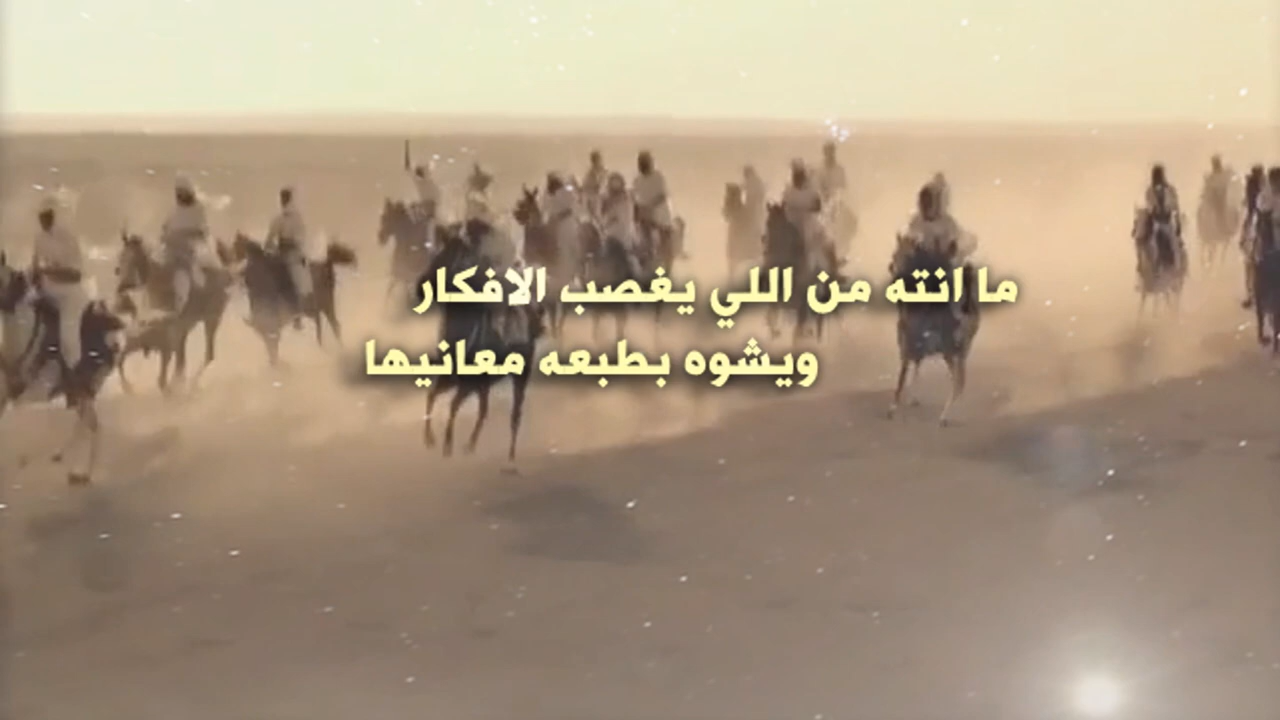 ما انته من اللي يغصب الافكار
ويشوه بطبعه معانيها